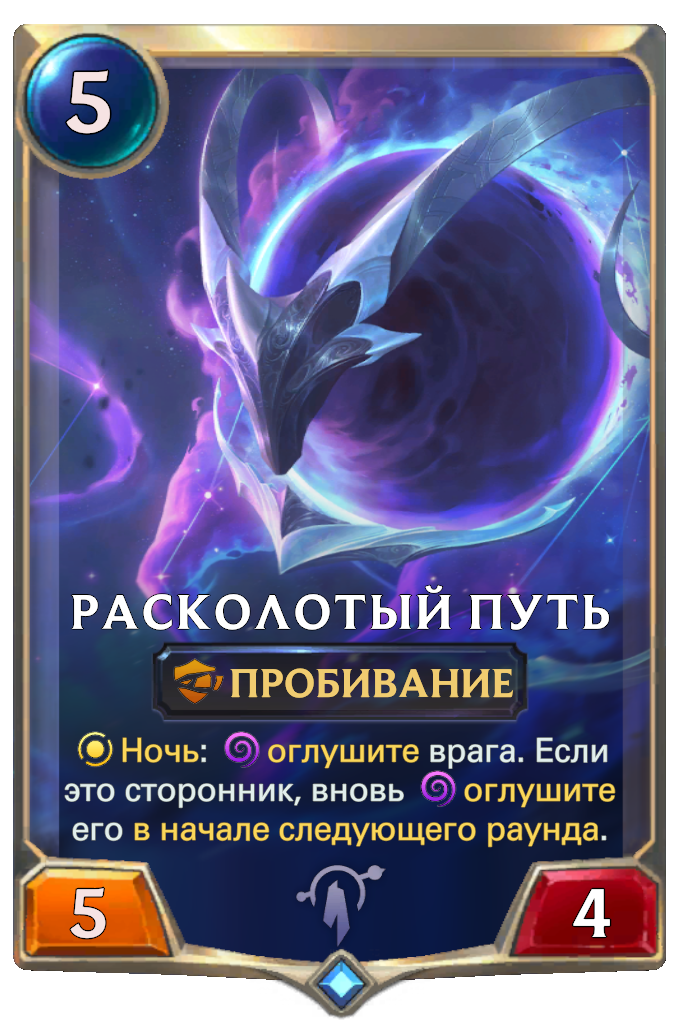 5
РАСКОЛОТЫЙ ПУТЬ
ПРОБИВАНИЕ
Ночь: оглушите врага. Если
это сторонник, вновь оглушите
его в начале следующего раунда.
5 4